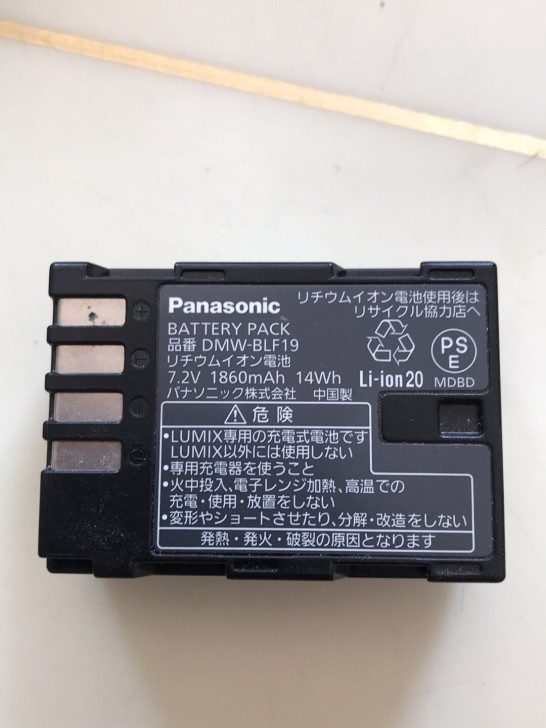 リチウムイオン電池使用後は
リサイクル協力店へ
Panasonic
BATTERY PACK
品番 DMW-BLF19
リチウムイオン電池
7.2V 1860mAh 14Wh
パナソニック株式会社 中国製
Li-ion20
PS
E
MDBD
⚠危険
•LUMIX専用の充電式電池です
LUMIX以外には使用しない
•専用充電器を使うこと
•火中投入、電子レンジ加熱、高温での
充電・使用・放置をしない
•変形やショートさせたり、分解・改造をしない
発熱・発火・破裂の原因となります